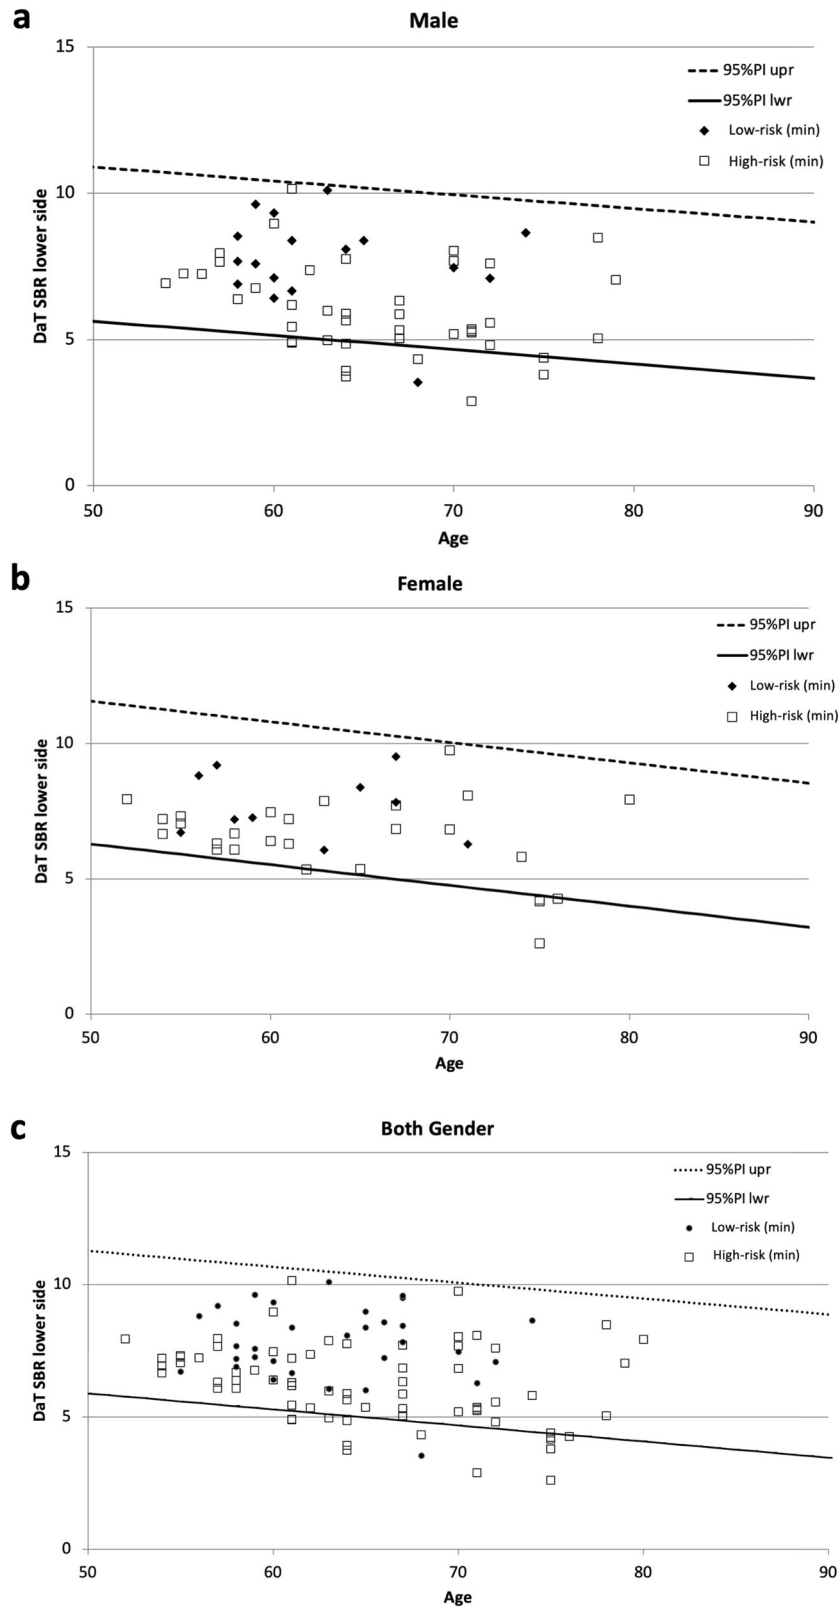 a
Male
15
95%PI upr
95%PI lwr
Low-risk (min)
High-risk (min)
10
DaT SBR lower side
5
0
50 60 70 80 90
Age
b
Female
15
95%PI upr
95%PI lwr
Low-risk (min)
High-risk (min)
10
DaT SBR lower side
5
0
50 60 70 80 90
Age
c
Both Gender
15
95%PI upr
95%PI lwr
Low-risk (min)
High-risk (min)
10
DaT SBR lower side
5
0
50 60 70 80 90
Age